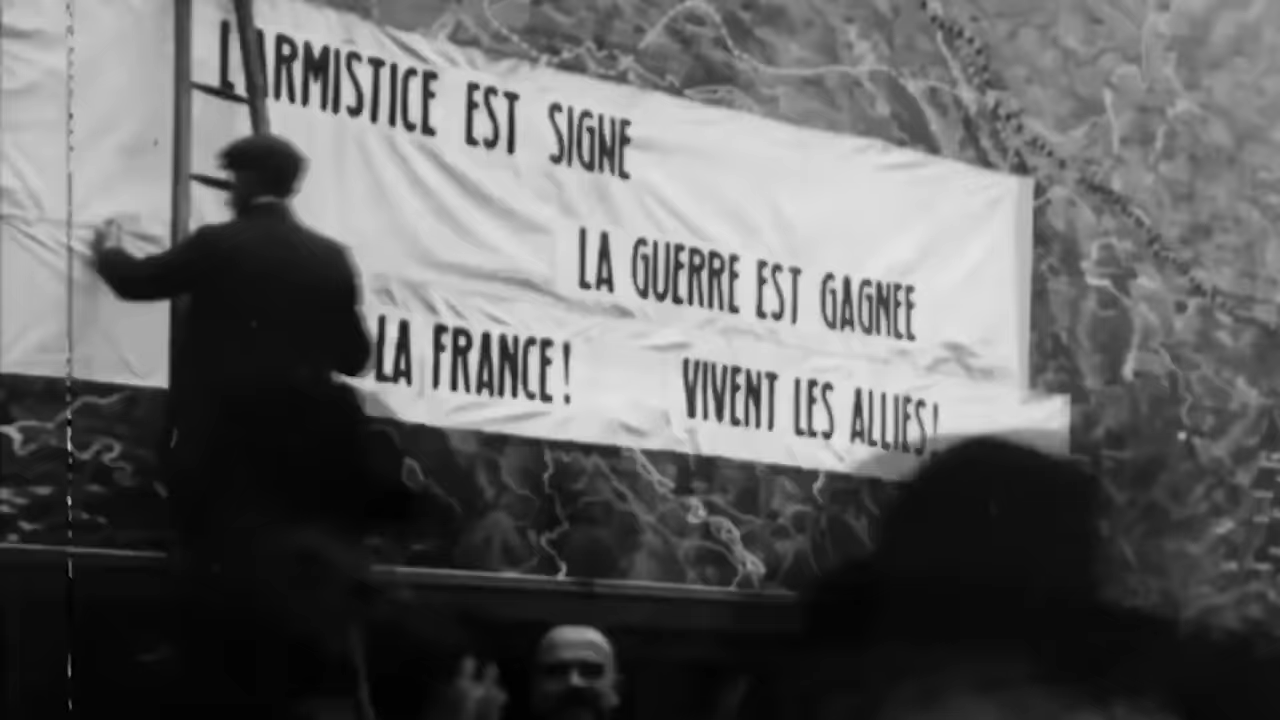 L'ARMISTICE EST SIGNE
LA GUERRE EST GAGNEE
LA FRANCE! VIVENT LES ALLIES!